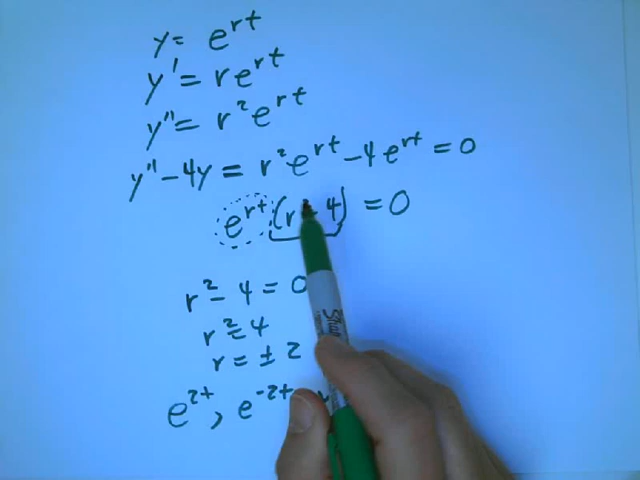 y = e^{rt}
y' = re^{rt}
y'' = r²e^{rt}
y'' - 4y = r²e^{rt} - 4e^{rt} = 0
e^{rt}(r 4) = 0
r² - 4 = 0
r² = 4
r = ± 2
e^{2t}, e^{-2t}